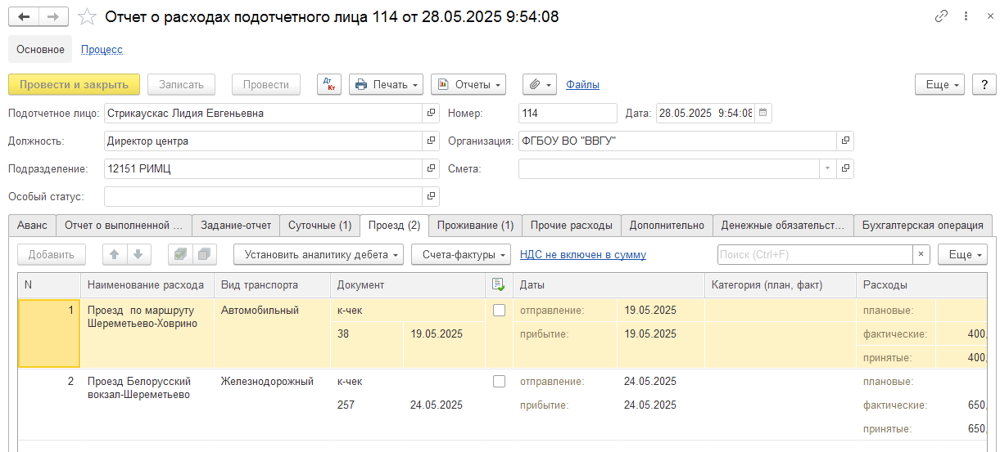 Отчет о расходах подотчетного лица 114 от 28.05.2025 9:54:08
Основное Процесс
Провести и закрыть Записать Провести Дт Кт Печать Отчеты Файлы Еще ?
Подотчетное лицо: Стрикаускас Лидия Евгеньевна Номер: 114 Дата: 28.05.2025 9:54:08
Должность: Директор центра Организация: ФГБОУ ВО "ВВГУ"
Подразделение: 12151 РИМЦ Смета:
Особый статус:
Аванс Отчет о выполненной ... Задание-отчет Суточные (1) Проезд (2) Проживание (1) Прочие расходы Дополнительно Денежные обязательст... Бухгалтерская операция
Добавить Установить аналитику дебета Счета-фактуры НДС не включен в сумму Поиск (Ctrl+F) × Еще
N Наименование расхода Вид транспорта Документ Даты Категория (план, факт) Расходы
1 Проезд по маршруту Автомобильный к-чек отправление: 19.05.2025 плановые:
Шереметьево-Ховрино
38 19.05.2025 прибытие: 19.05.2025 фактические: 400,
принятые: 400,
2 Проезд Белорусский Железнодорожный к-чек отправление: 24.05.2025 плановые:
вокзал-Шереметьево
257 24.05.2025 прибытие: 24.05.2025 фактические: 650,
принятые: 650,